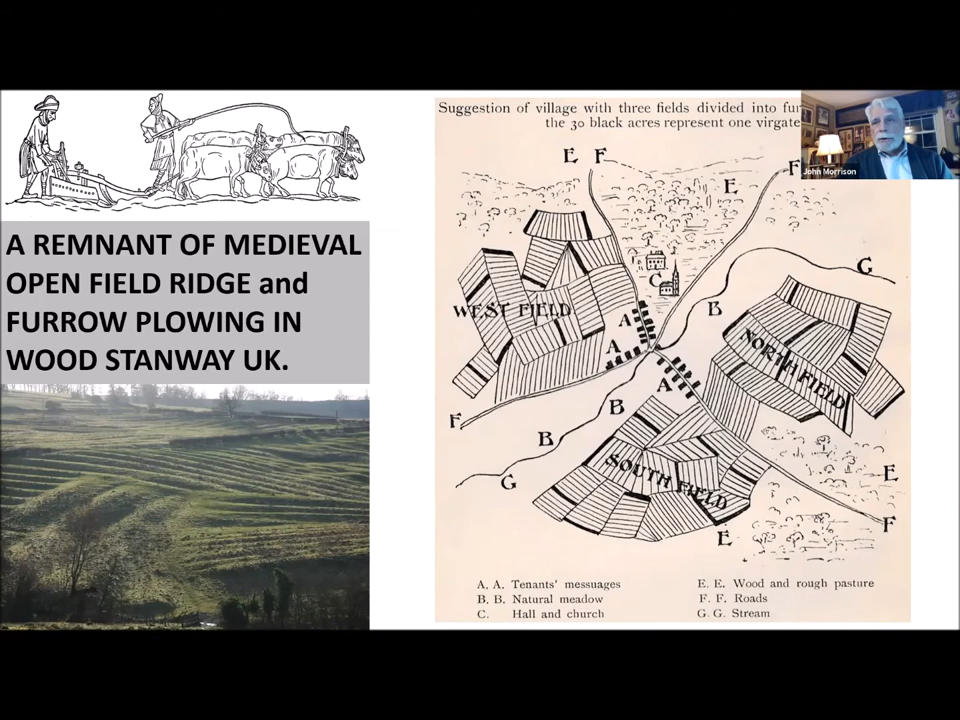 A REMNANT OF MEDIEVAL
OPEN FIELD RIDGE and
FURROW PLOWING IN
WOOD STANWAY UK.
Suggestion of village with three fields divided into
the 30 black acres represent one virgate
John Morrison
E F
F
E
G
C
B
WEST FIELD
A
A
A
NORTH FIELD
B
F
B
SOUTH FIELD
G
E
F
E
A. A. Tenants' messuages
B. B. Natural meadow
C. Hall and church
E. E. Wood and rough pasture
F. F. Roads
G. G. Stream